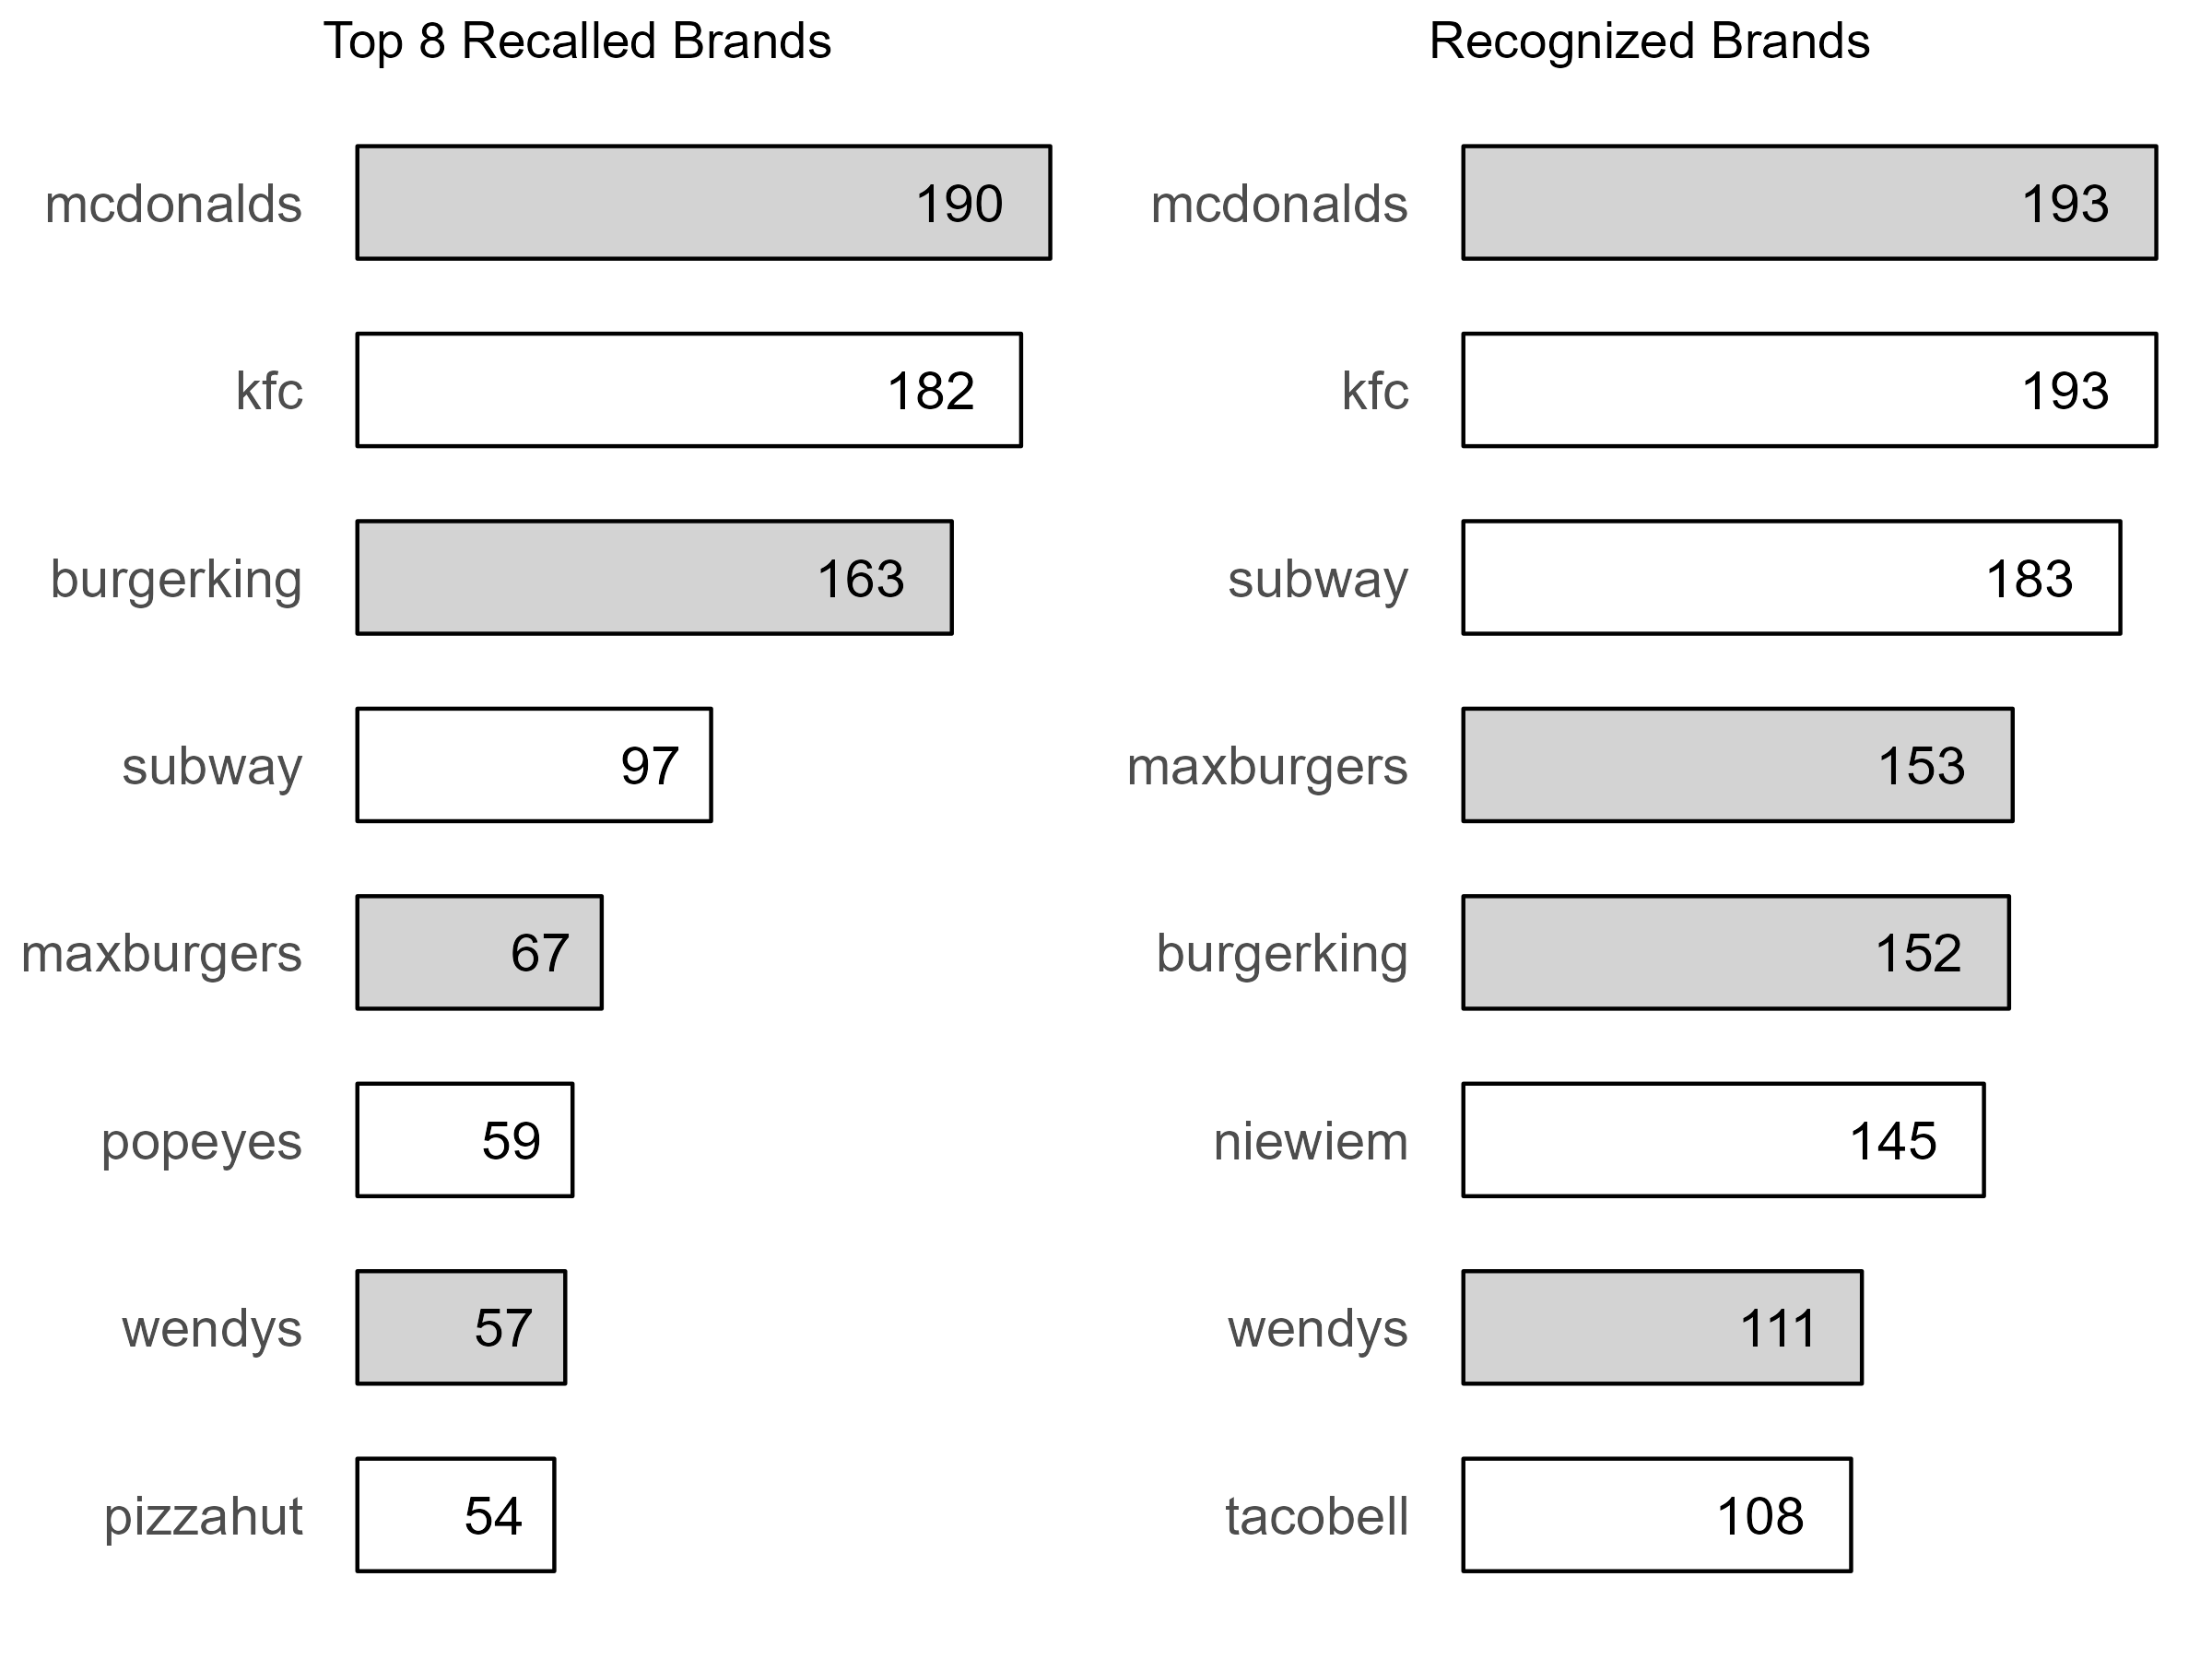 Top 8 Recalled Brands
mcdonalds 190
kfc 182
burgerking 163
subway 97
maxburgers 67
popeyes 59
wendys 57
pizzahut 54
Recognized Brands
mcdonalds 193
kfc 193
subway 183
maxburgers 153
burgerking 152
niewiem 145
wendys 111
tacobell 108